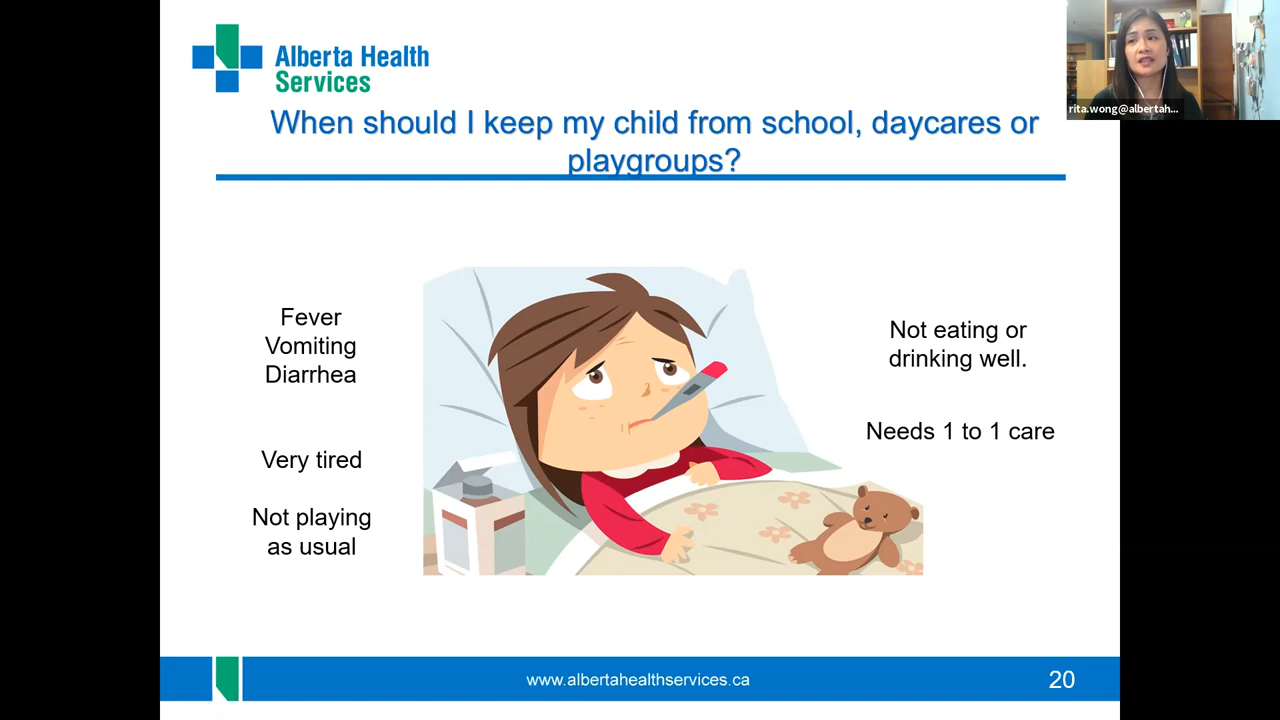 Alberta Health
Services
rita.wong@albertah...
When should I keep my child from school, daycares or
playgroups?
Fever
Vomiting
Diarrhea
Very tired
Not playing
as usual
Not eating or
drinking well.
Needs 1 to 1 care
www.albertahealthservices.ca
20